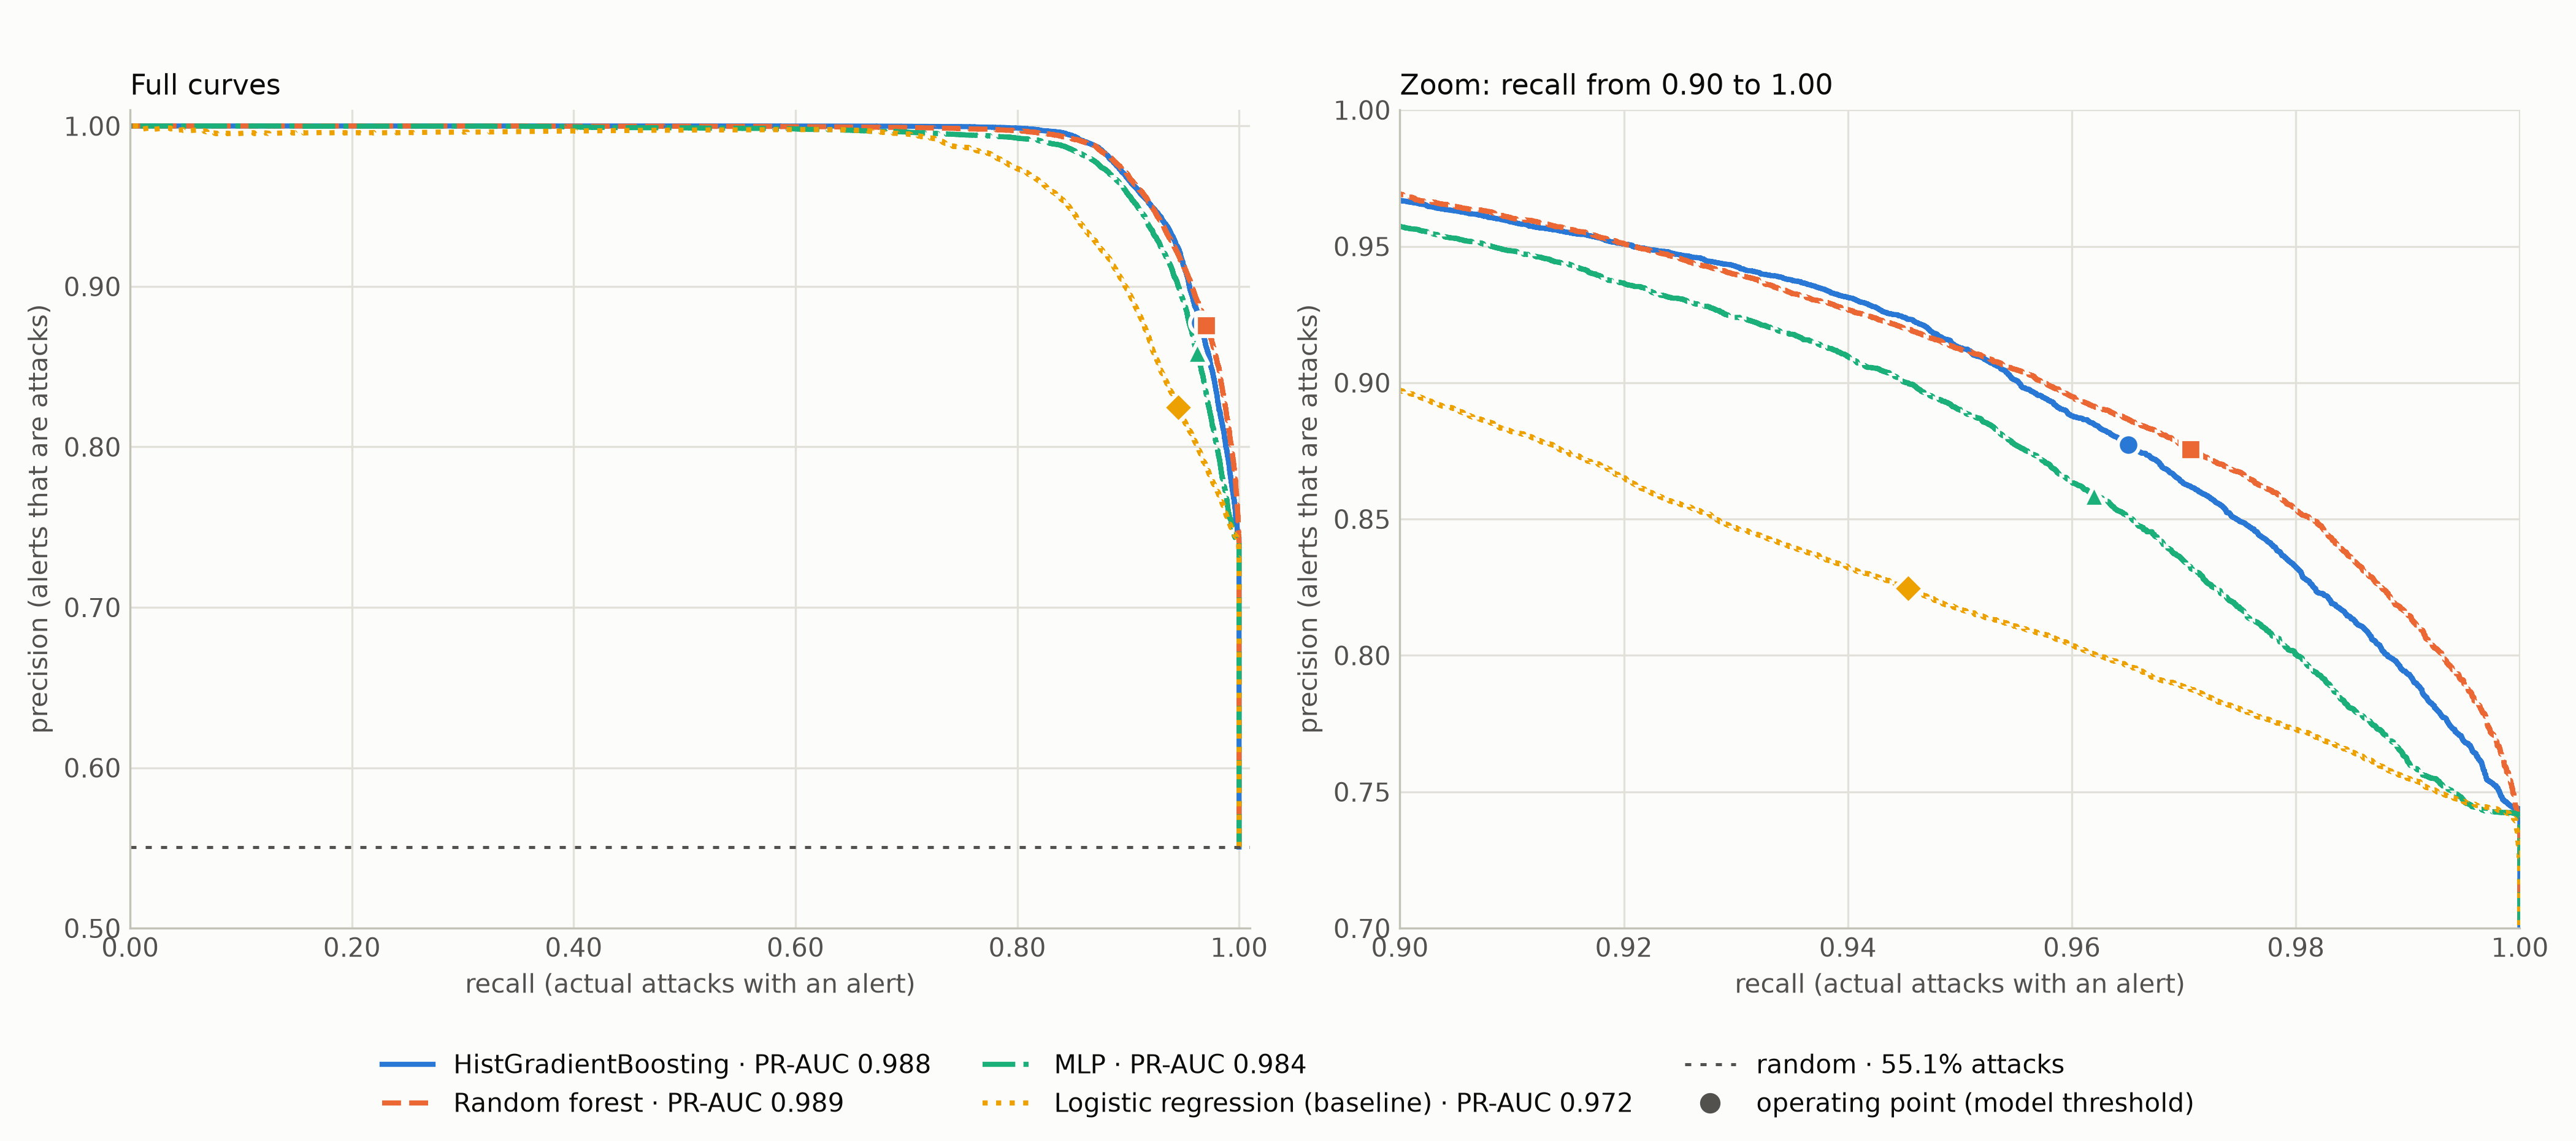 Full curves
1.00
0.90
0.80
0.70
0.60
0.50
0.00 0.20 0.40 0.60 0.80 1.00
precision (alerts that are attacks)
recall (actual attacks with an alert)
Zoom: recall from 0.90 to 1.00
1.00
0.95
0.90
0.85
0.80
0.75
0.70
0.90 0.92 0.94 0.96 0.98 1.00
precision (alerts that are attacks)
recall (actual attacks with an alert)
HistGradientBoosting · PR-AUC 0.988
Random forest · PR-AUC 0.989
MLP · PR-AUC 0.984
Logistic regression (baseline) · PR-AUC 0.972
random · 55.1% attacks
operating point (model threshold)